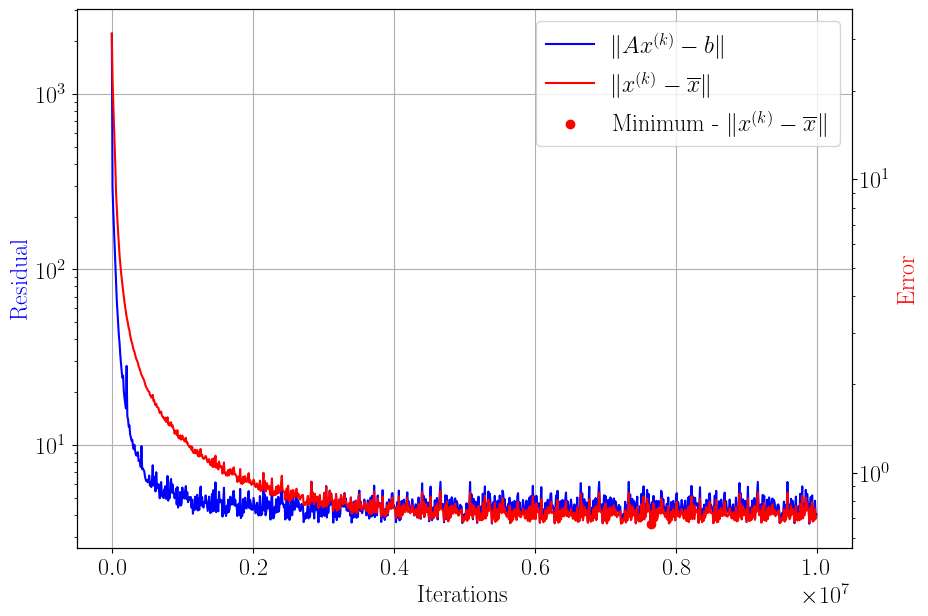 ‖Ax^{(k)} − b‖
‖x^{(k)} − x̅‖
Minimum - ‖x^{(k)} − x̅‖
10^3
10^2
10^1
Residual
10^1
10^0
Error
0.0 0.2 0.4 0.6 0.8 1.0
Iterations
×10^7